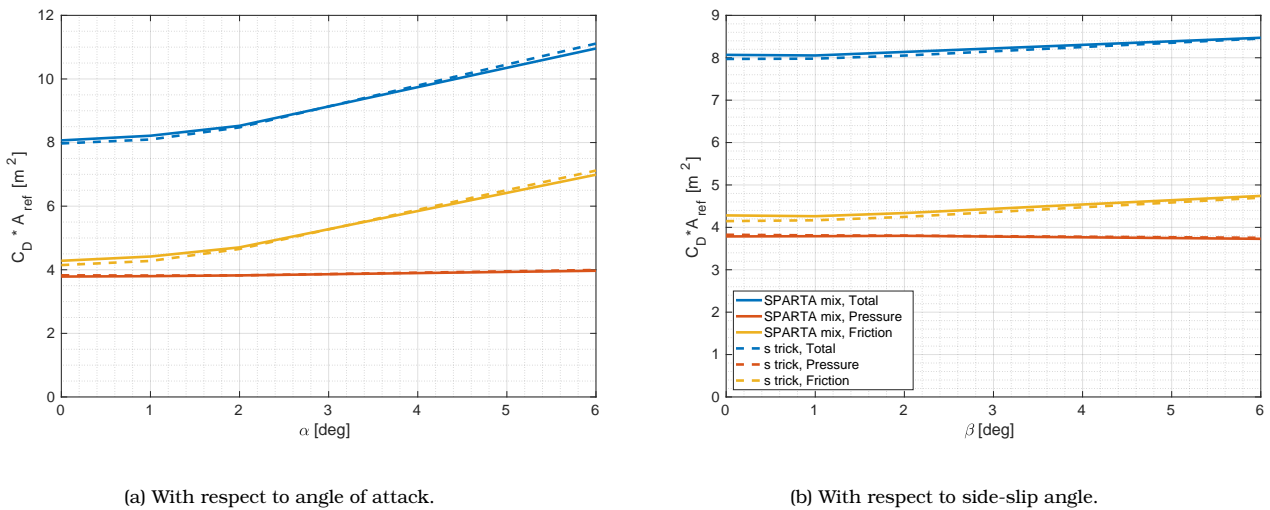 12
10
8
6
4
2
0
C_D * A_ref [m^2]
0 1 2 3 4 5 6
α [deg]
(a) With respect to angle of attack.
9
8
7
6
5
4
3
2
1
0
C_D*A_ref [m^2]
SPARTA mix, Total
SPARTA mix, Pressure
SPARTA mix, Friction
s trick, Total
s trick, Pressure
s trick, Friction
0 1 2 3 4 5 6
β [deg]
(b) With respect to side-slip angle.